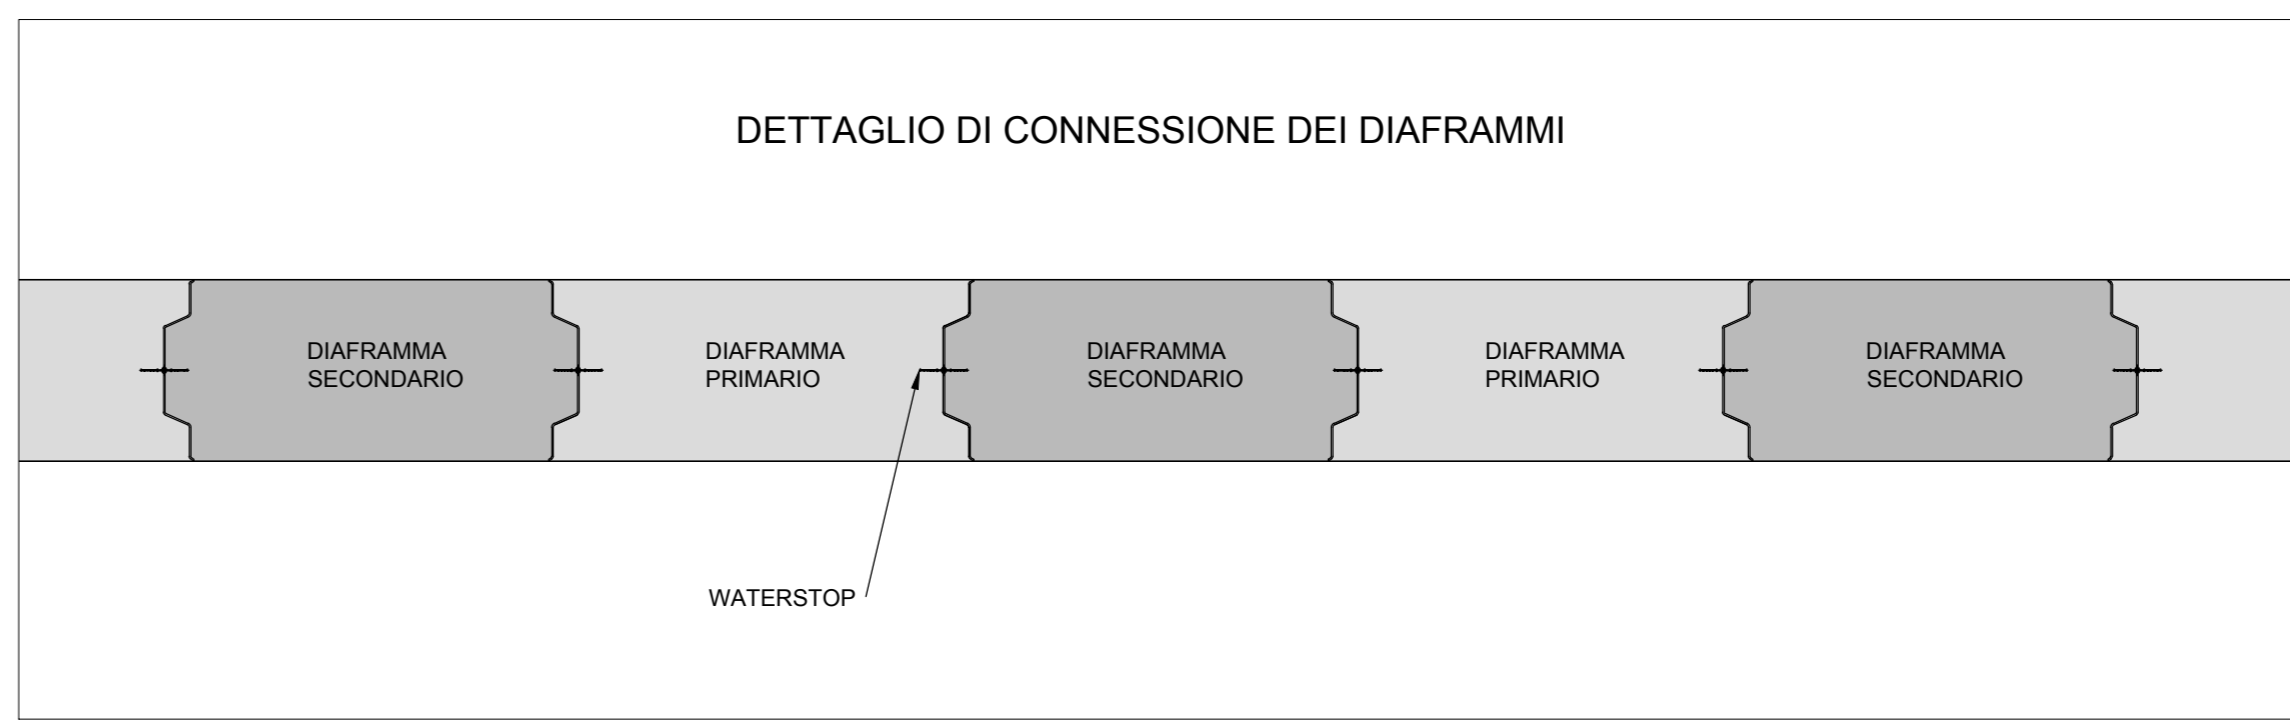 DETTAGLIO DI CONNESSIONE DEI DIAFRAMMI
DIAFRAMMA
SECONDARIO
DIAFRAMMA
PRIMARIO
DIAFRAMMA
SECONDARIO
DIAFRAMMA
PRIMARIO
DIAFRAMMA
SECONDARIO
WATERSTOP